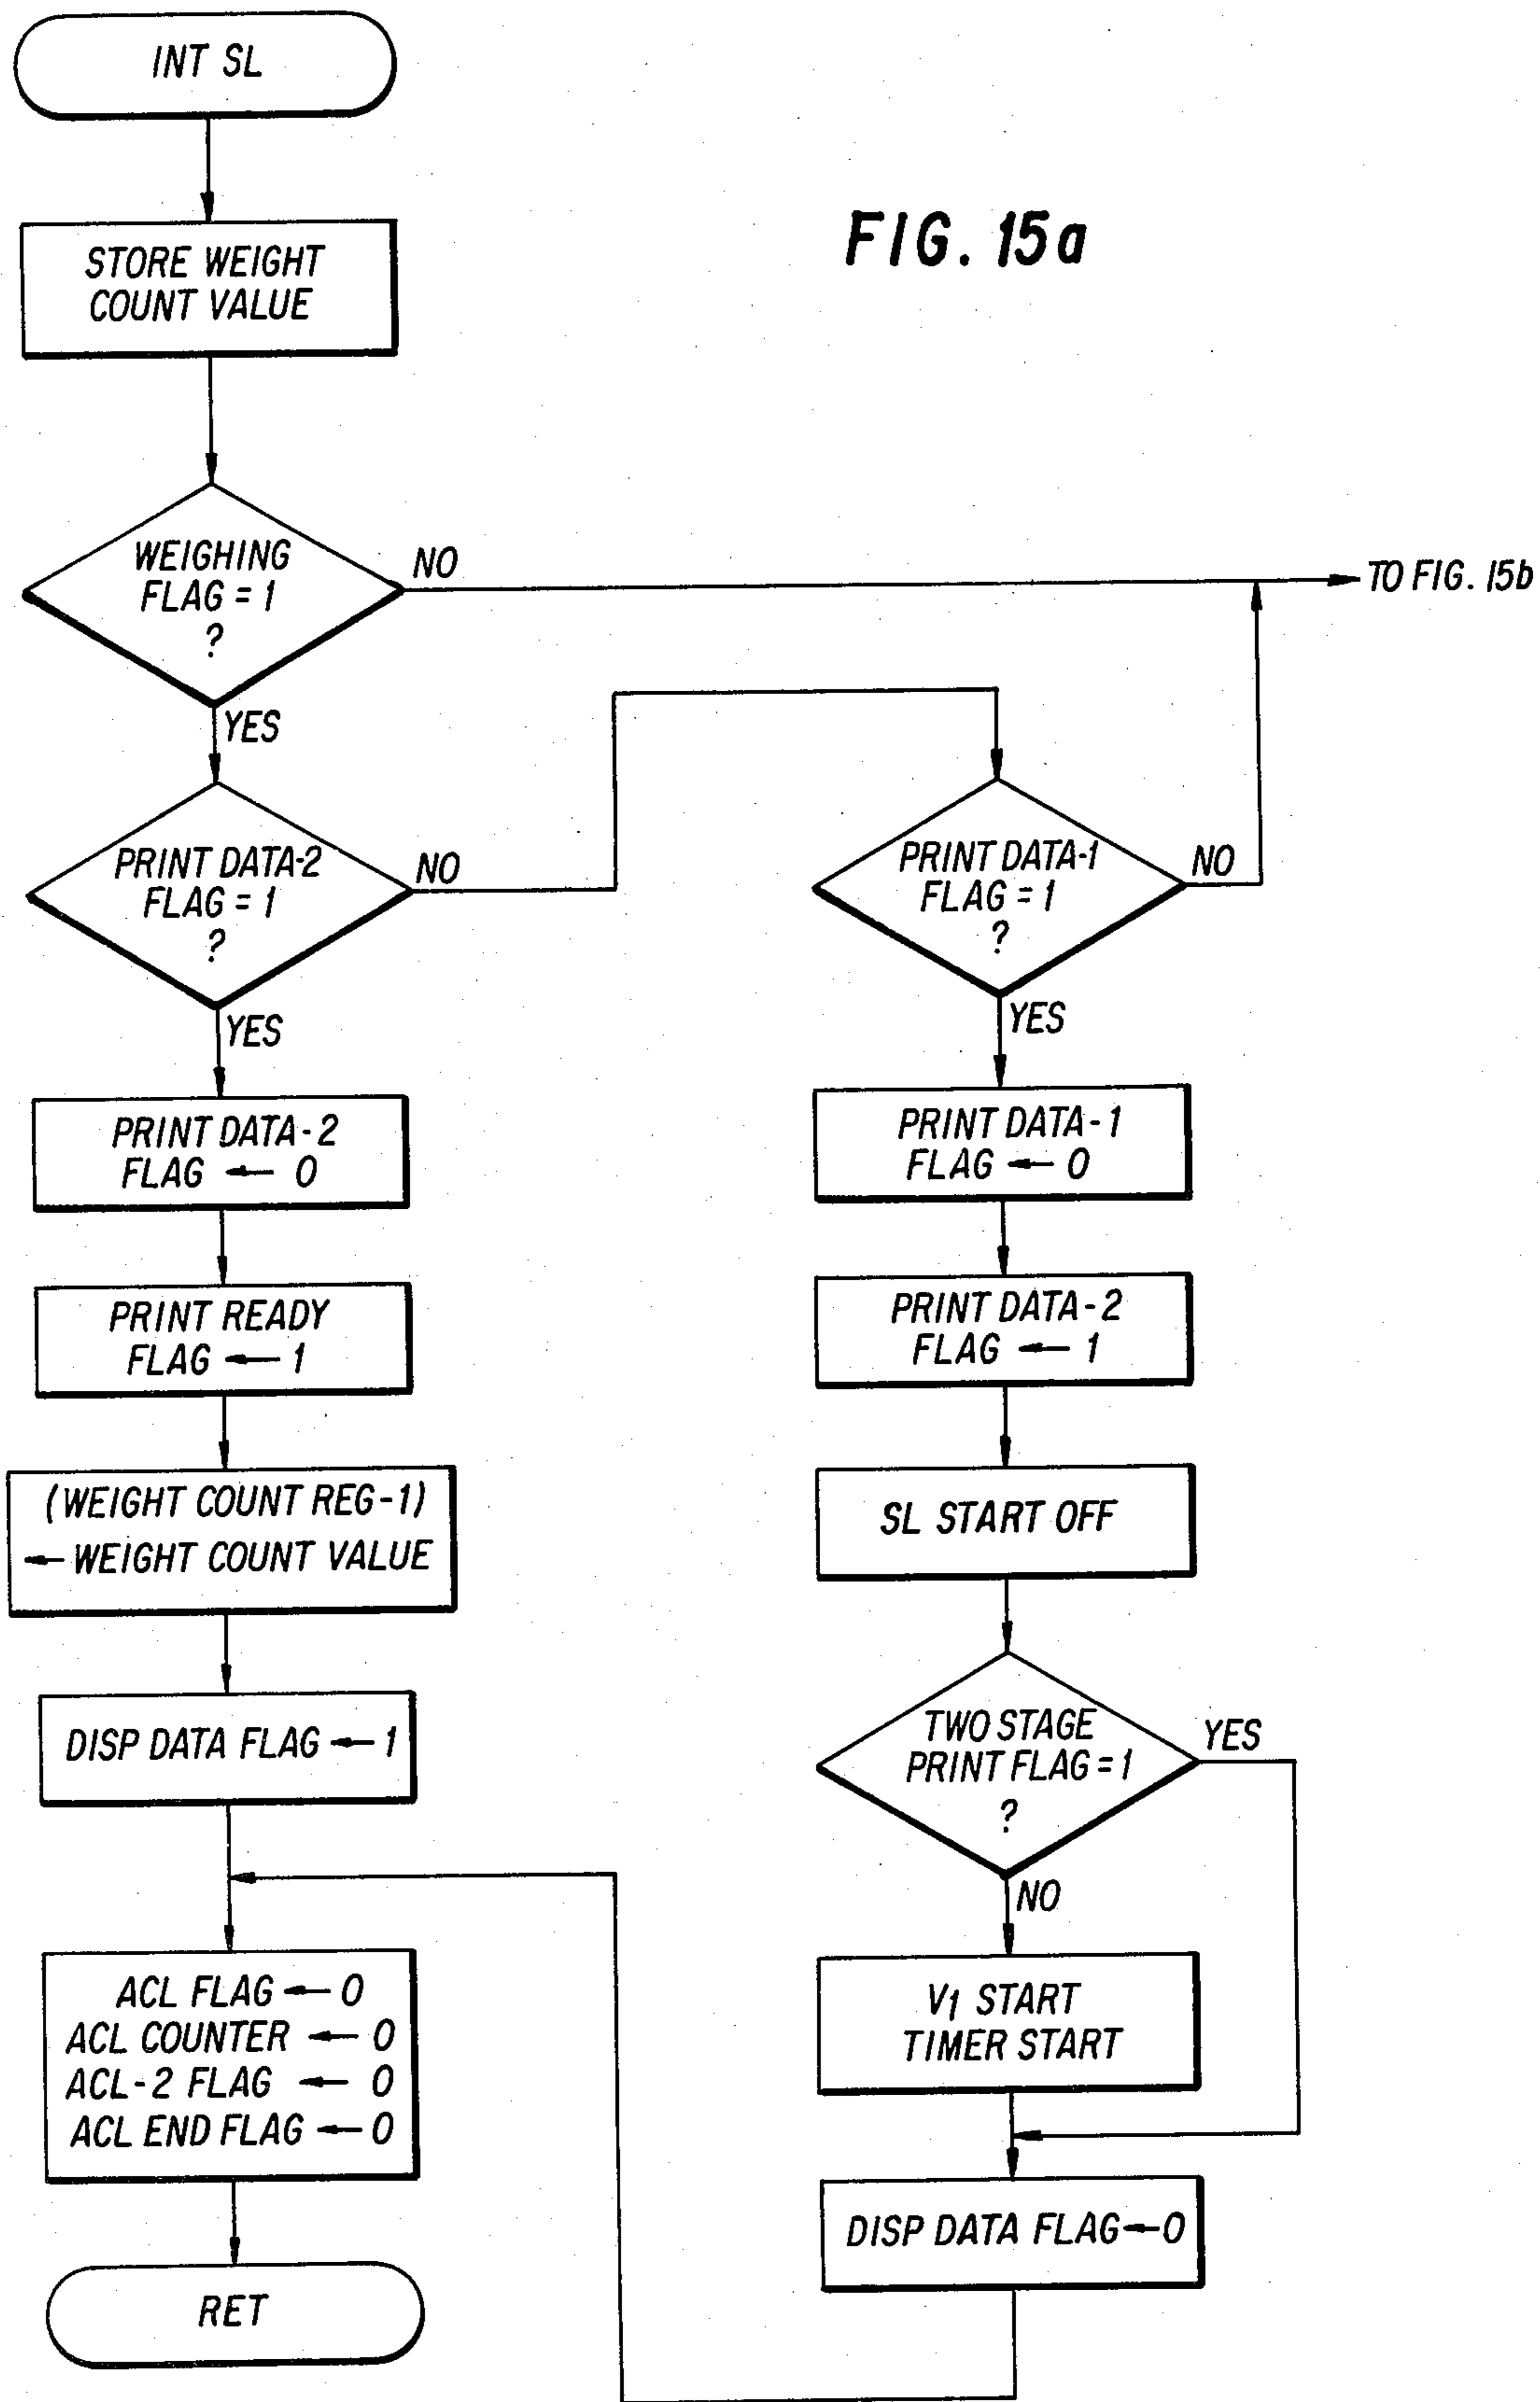 INT SL
FIG. 15a
STORE WEIGHT
COUNT VALUE
WEIGHING
FLAG = 1
?
NO
TO FIG. 15b
YES
PRINT DATA-2
FLAG = 1
?
NO
YES
PRINT DATA-2
FLAG ← 0
PRINT READY
FLAG ← 1
(WEIGHT COUNT REG-1)
← WEIGHT COUNT VALUE
DISP DATA FLAG ← 1
ACL FLAG ← 0
ACL COUNTER ← 0
ACL-2 FLAG ← 0
ACL END FLAG ← 0
RET
PRINT DATA-1
FLAG = 1
?
NO
YES
PRINT DATA-1
FLAG ← 0
PRINT DATA-2
FLAG ← 1
SL START OFF
TWO STAGE
PRINT FLAG = 1
?
YES
NO
V1 START
TIMER START
DISP DATA FLAG ← 0